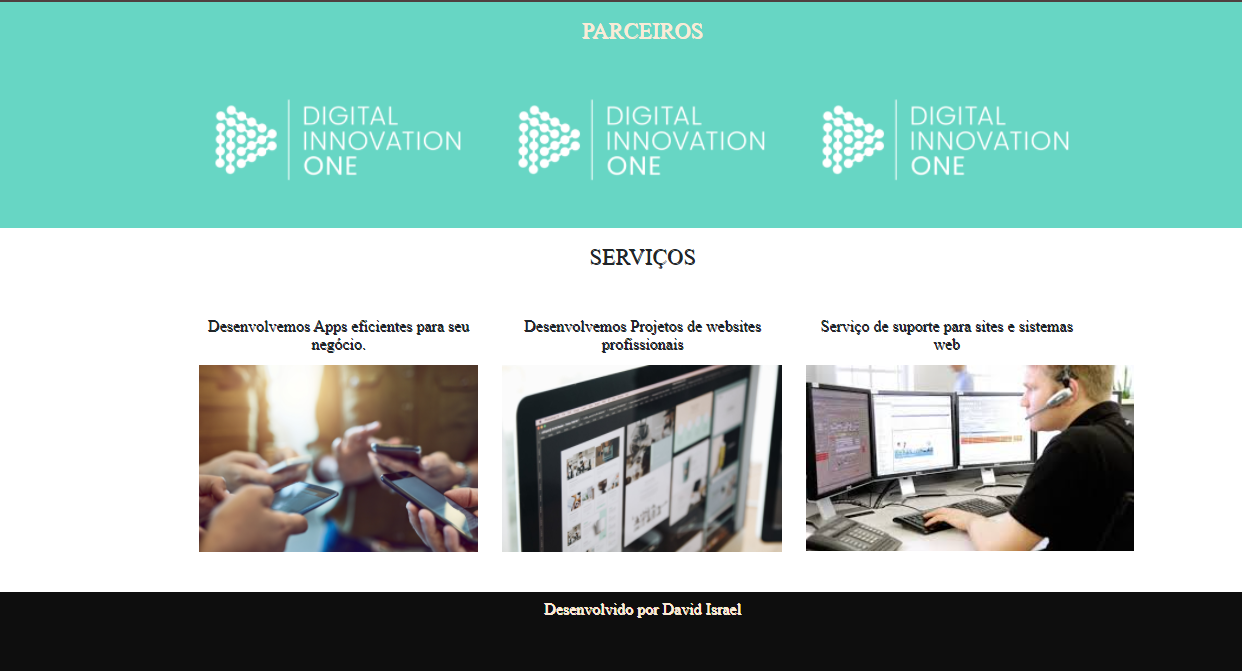 PARCEIROS
DIGITAL
INNOVATION
ONE
DIGITAL
INNOVATION
ONE
DIGITAL
INNOVATION
ONE
SERVIÇOS
Desenvolvemos Apps eficientes para seu
negócio.
Desenvolvemos Projetos de websites
profissionais
Serviço de suporte para sites e sistemas
web
Desenvolvido por David Israel